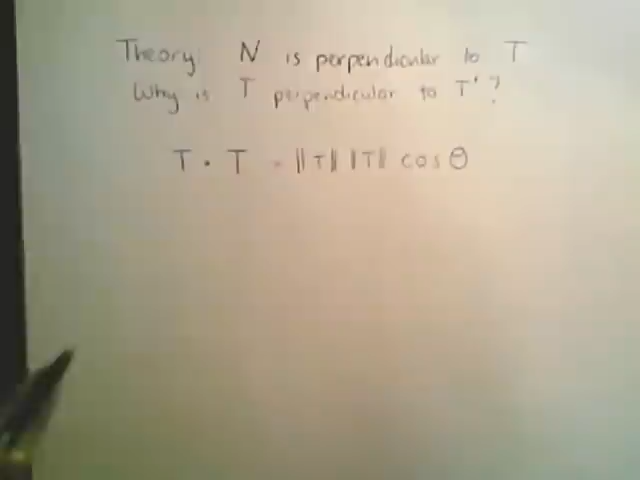 Theory N is perpendicular to T
Why is T perpendicular to T'?
T · T = ||T|| ||T|| cos θ